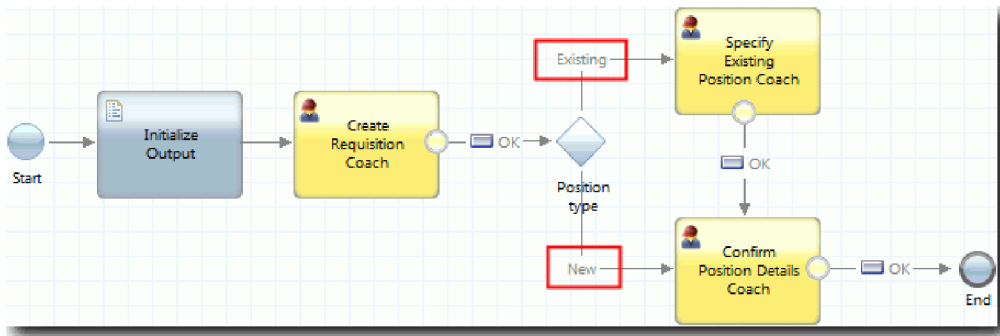 Start
Initialize
Output
Create
Requisition
Coach
OK
Position
type
Existing
Specify
Existing
Position Coach
OK
New
Confirm
Position Details
Coach
OK
End